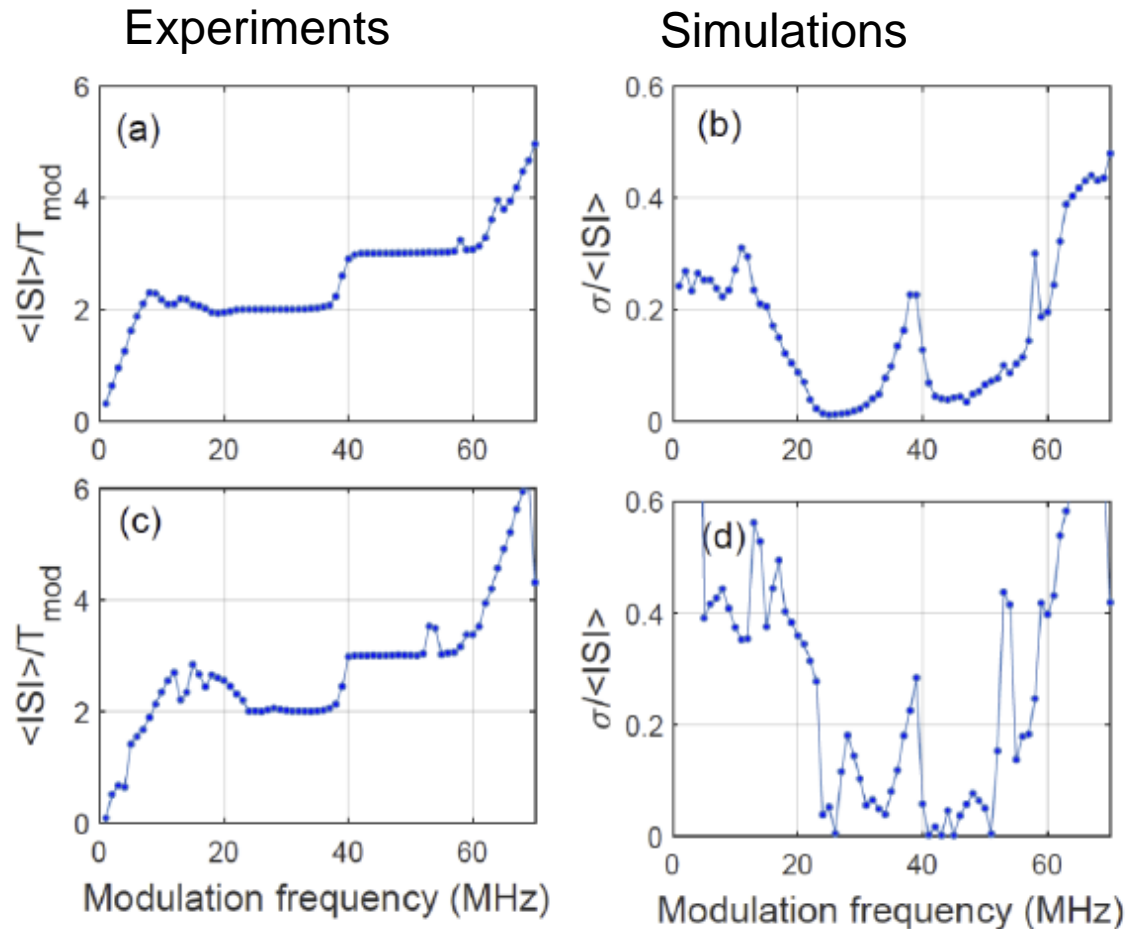 Experiments
Simulations
(a)
<ISI>/T_mod
6
4
2
0
0 20 40 60
(b)
σ/<ISI>
0.6
0.4
0.2
0
0 20 40 60
(c)
<ISI>/T_mod
6
4
2
0
0 20 40 60
Modulation frequency (MHz)
(d)
σ/<ISI>
0.6
0.4
0.2
0
0 20 40 60
Modulation frequency (MHz)